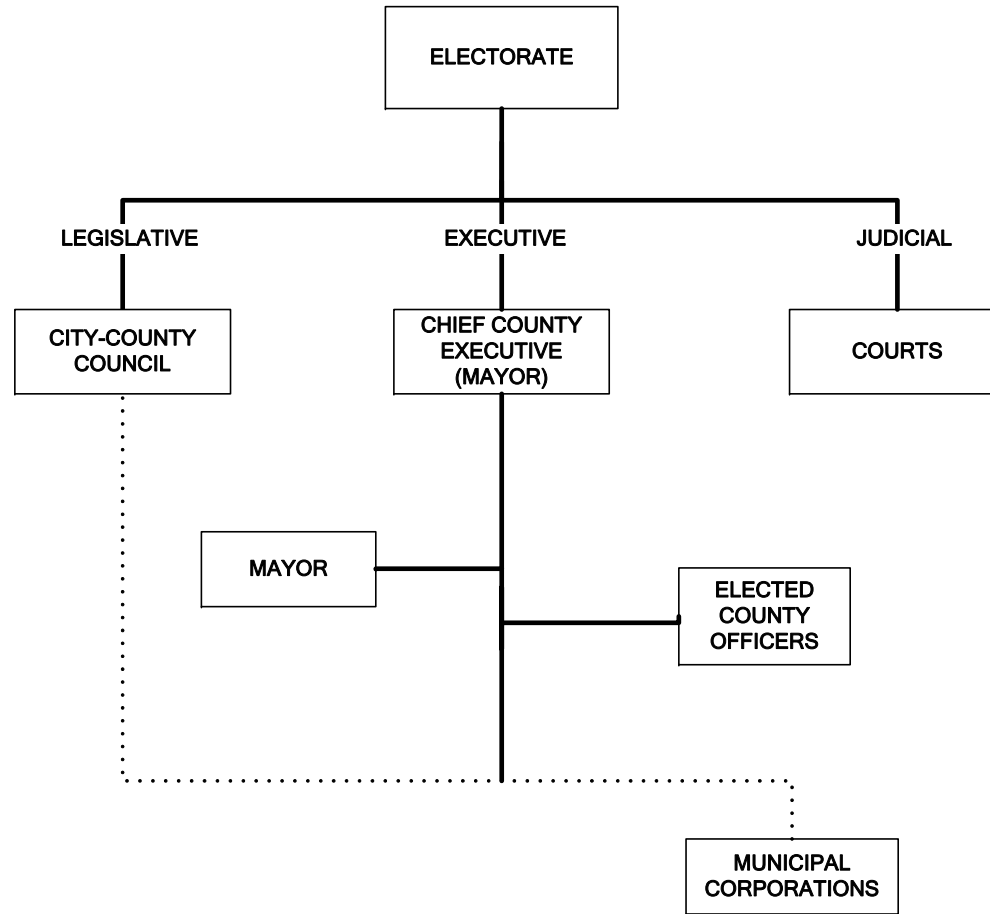 ELECTORATE
LEGISLATIVE
EXECUTIVE
JUDICIAL
CITY-COUNTY
COUNCIL
CHIEF COUNTY
EXECUTIVE
(MAYOR)
COURTS
MAYOR
ELECTED
COUNTY
OFFICERS
MUNICIPAL
CORPORATIONS